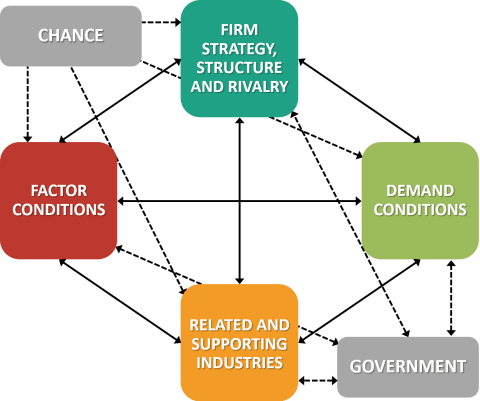 CHANCE
FIRM
STRATEGY,
STRUCTURE
AND RIVALRY
FACTOR
CONDITIONS
DEMAND
CONDITIONS
RELATED AND
SUPPORTING
INDUSTRIES
GOVERNMENT